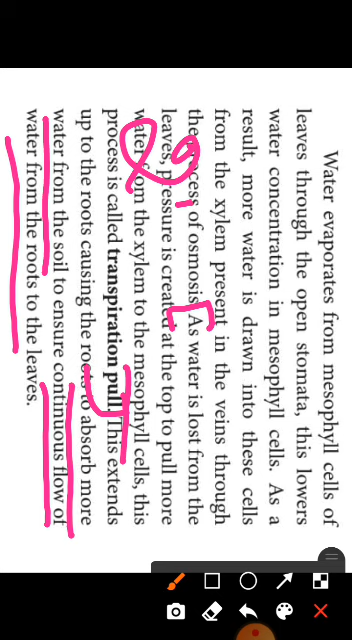 Water evaporates from mesophyll cells of
leaves through the open stomata, this lowers
water concentration in mesophyll cells. As a
result, more water is drawn into these cells
from the xylem present in the veins through
the process of osmosis. As water is lost from the
leaves, pressure is created at the top to pull more
water from the xylem to the mesophyll cells, this
process is called transpiration pull. This extends
up to the roots causing the roots to absorb more
water from the soil to ensure continuous flow of
water from the roots to the leaves.